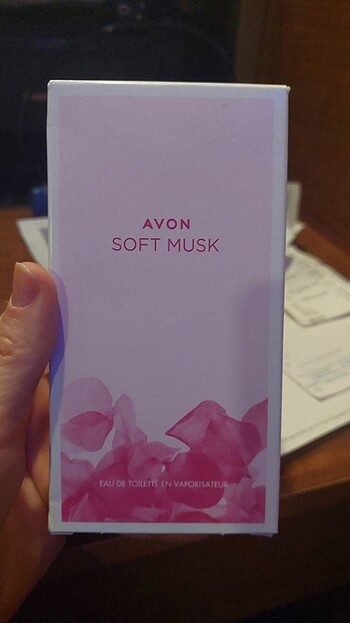 AVON
SOFT MUSK
EAU DE TOILETTE EN VAPORISATEUR